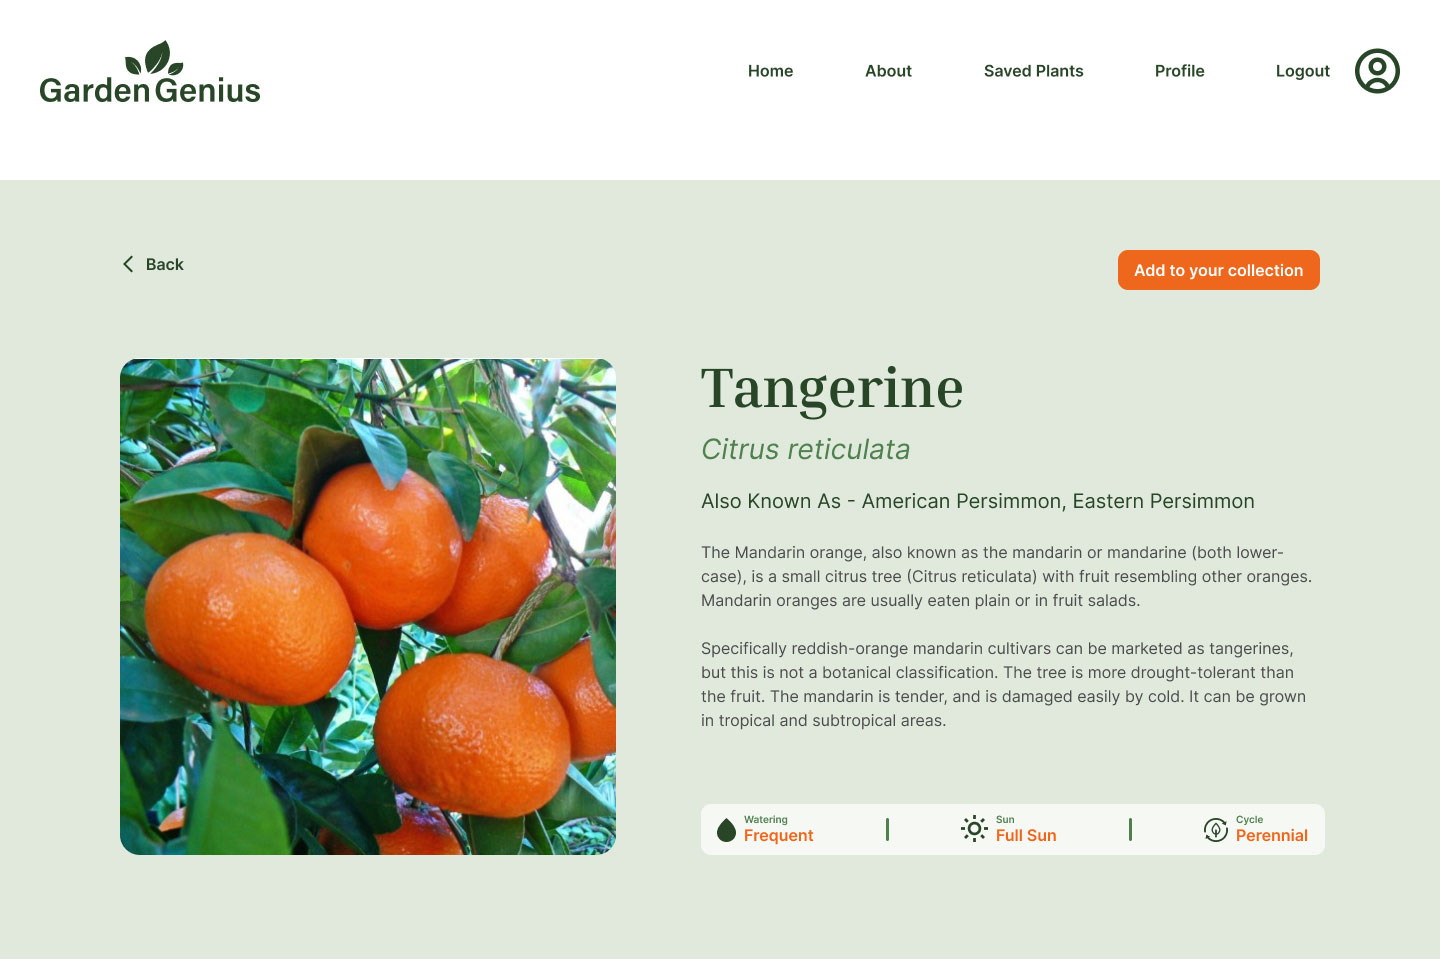 Garden Genius
Home
About
Saved Plants
Profile
Logout
Back
Add to your collection
Tangerine
Citrus reticulata
Also Known As - American Persimmon, Eastern Persimmon
The Mandarin orange, also known as the mandarin or mandarine (both lower-
case), is a small citrus tree (Citrus reticulata) with fruit resembling other oranges.
Mandarin oranges are usually eaten plain or in fruit salads.
Specifically reddish-orange mandarin cultivars can be marketed as tangerines,
but this is not a botanical classification. The tree is more drought-tolerant than
the fruit. The mandarin is tender, and is damaged easily by cold. It can be grown
in tropical and subtropical areas.
Watering
Frequent
Sun
Full Sun
Cycle
Perennial